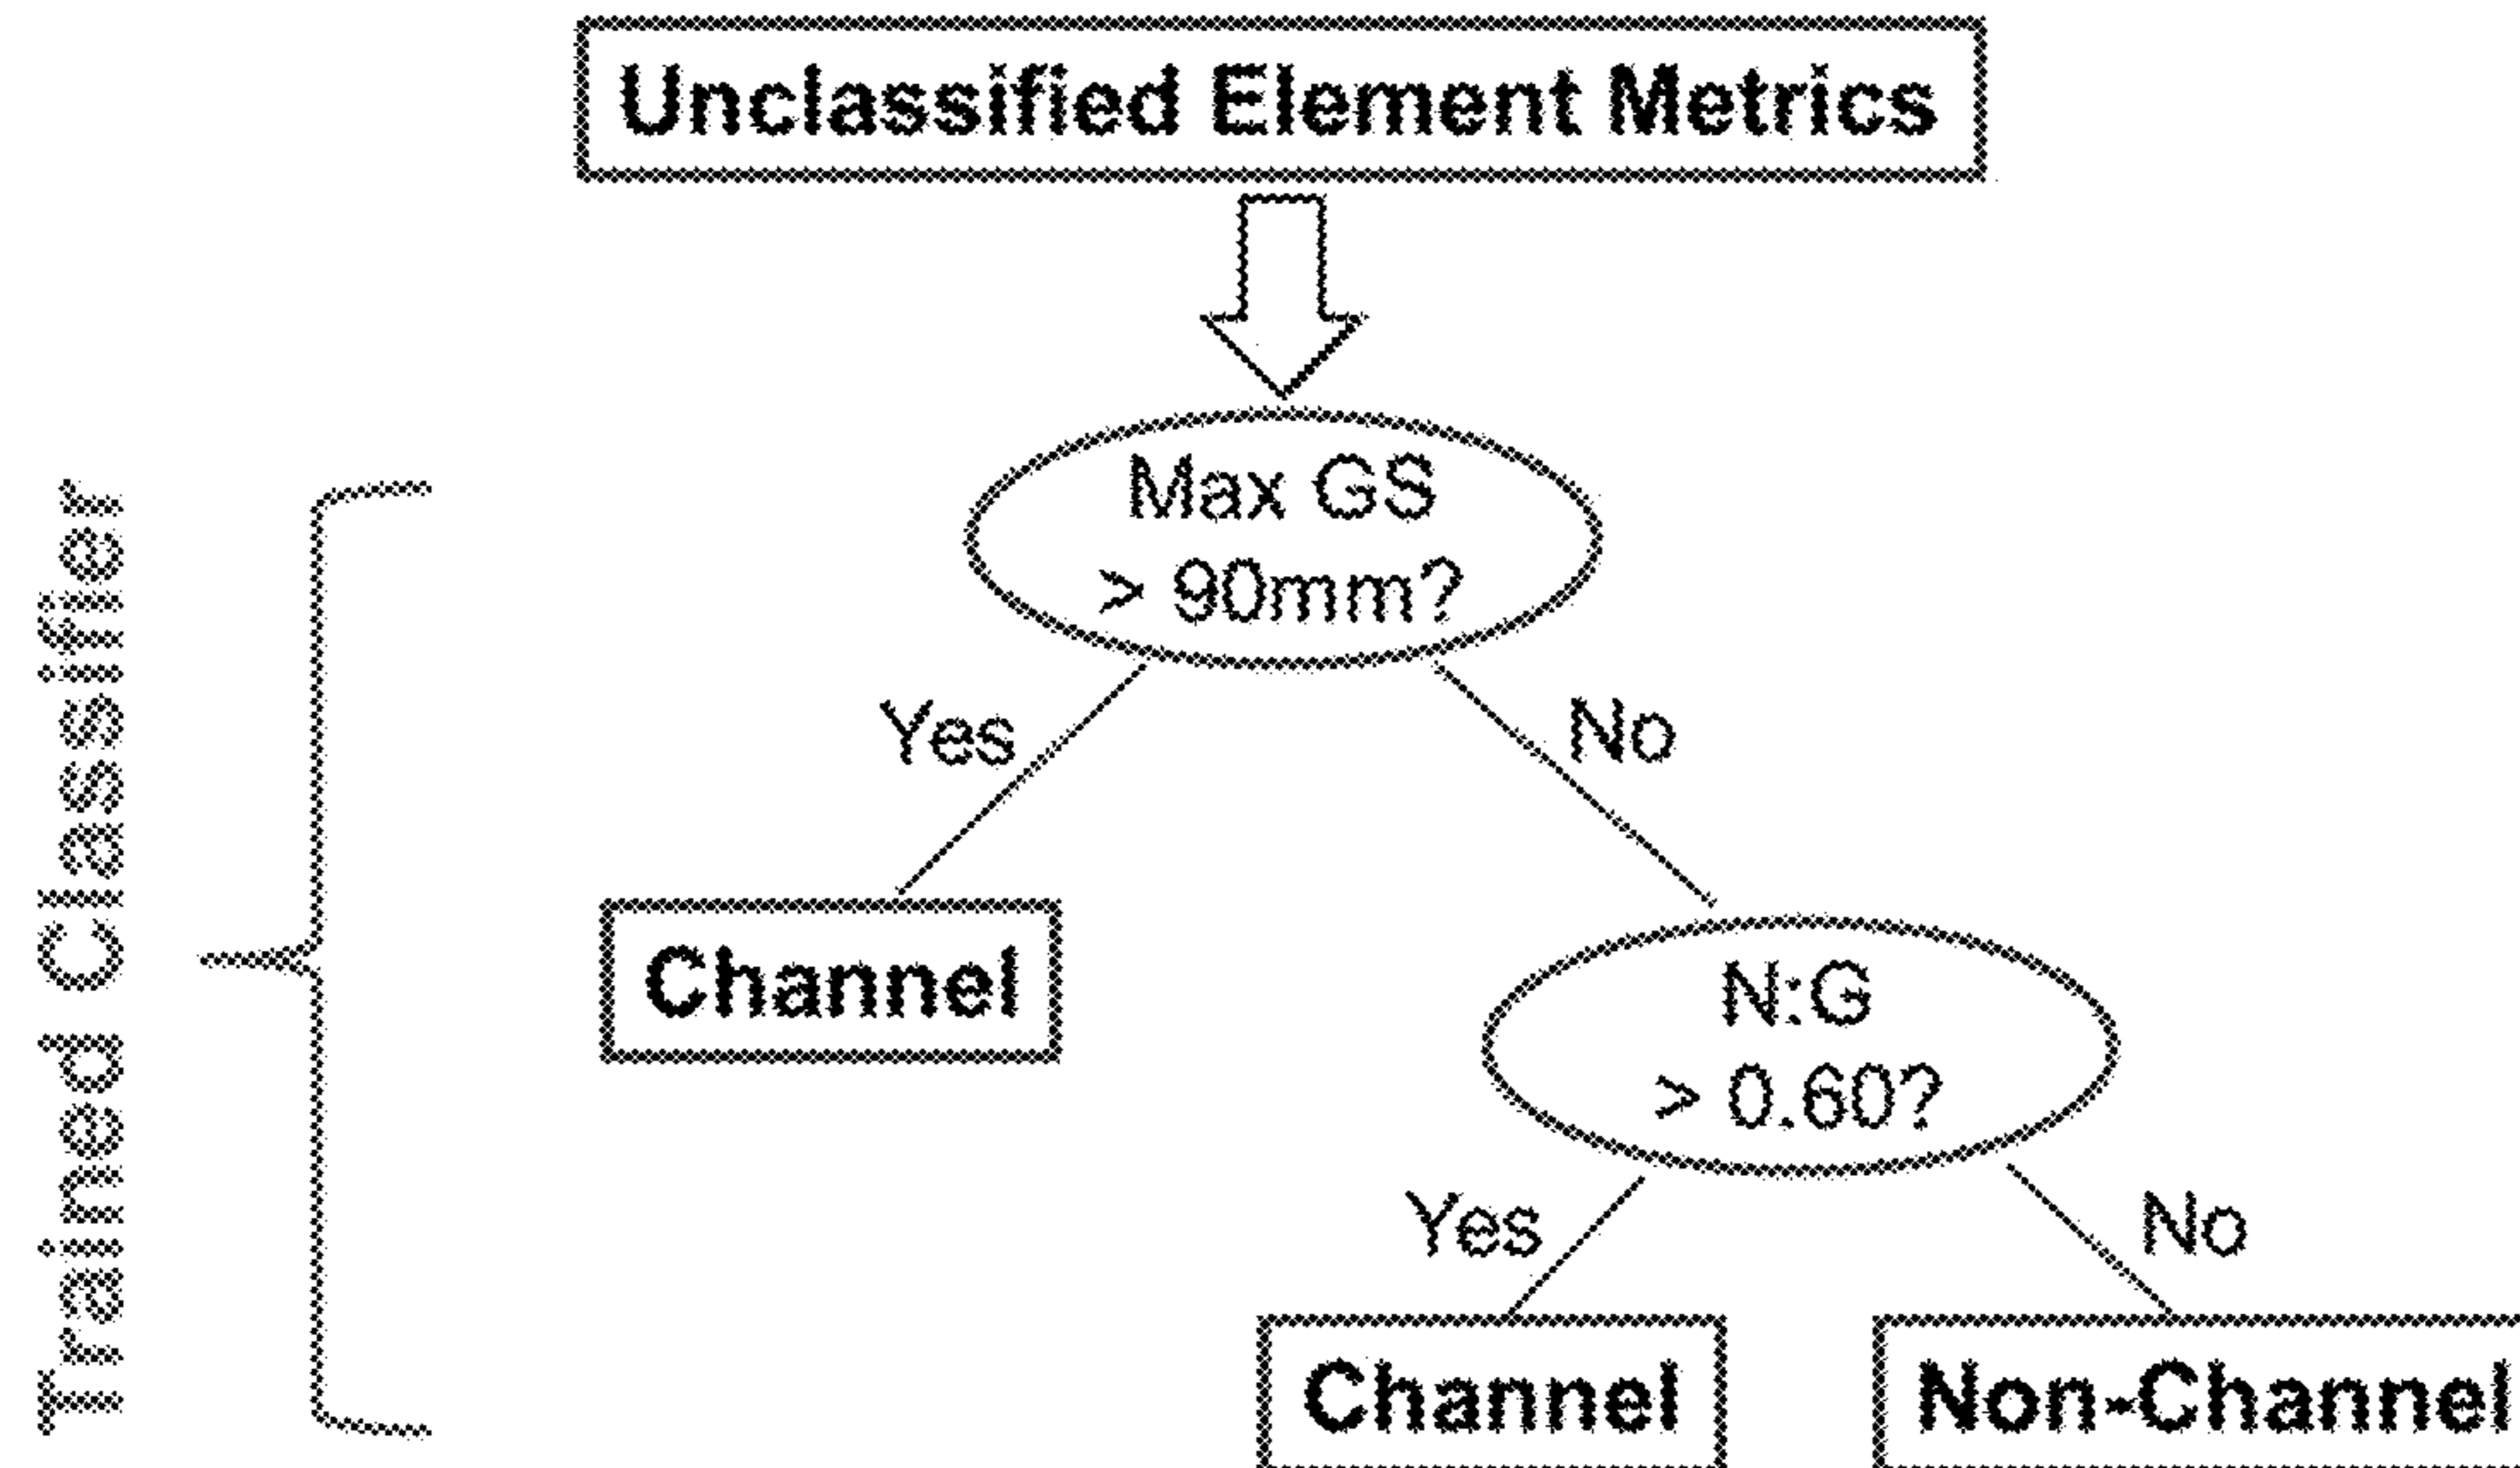 Unclassified Element Metrics
Max GS
> 90mm?
Yes
No
Trained Classifier
Channel
N:G
> 0.60?
Yes
No
Channel
Non-Channel